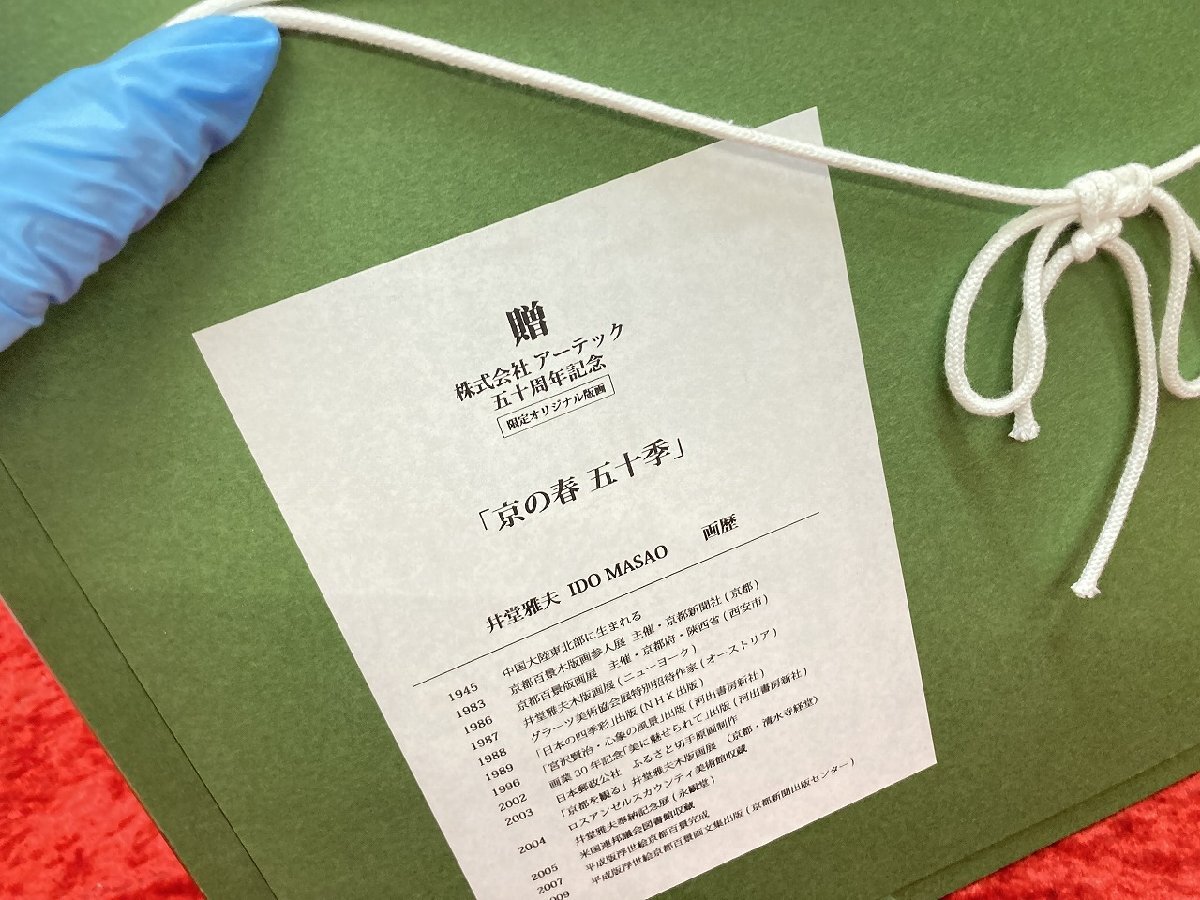 贈
株式会社 アーテック
五十周年記念
限定オリジナル版画
「京の春 五十季」
井堂雅夫 IDO MASAO 画歴
1945 中国大陸東北部に生まれる
1983 京都百景木版画参人展 主催・京都新聞社 (京都)
1986 京都百景版画展 主催・京都府・陝西省 (西安市)
1987 井堂雅夫木版画展 (ニューヨーク)
1988 グラーツ美術協会展特別招待作家 (オーストリア)
1989 「日本の四季彩」出版 (NHK出版)
1996 「宮沢賢治・心象の風景」出版 (河出書房新社)
2002 画業30年記念「美に魅せられて」出版 (河出書房新社)
2003 日本郵政公社 ふるさと切手原画制作
「京都を観る」井堂雅夫木版画展 (京都・清水寺経堂)
ロスアンゼルスカウンティ美術館収蔵
2004 井堂雅夫奉納記念展 (永観堂)
米国連邦議会図書館収蔵
2005 平成版浮世絵京都百景完成
2007 平成版浮世絵京都百景画文集出版 (京都新聞出版センター)